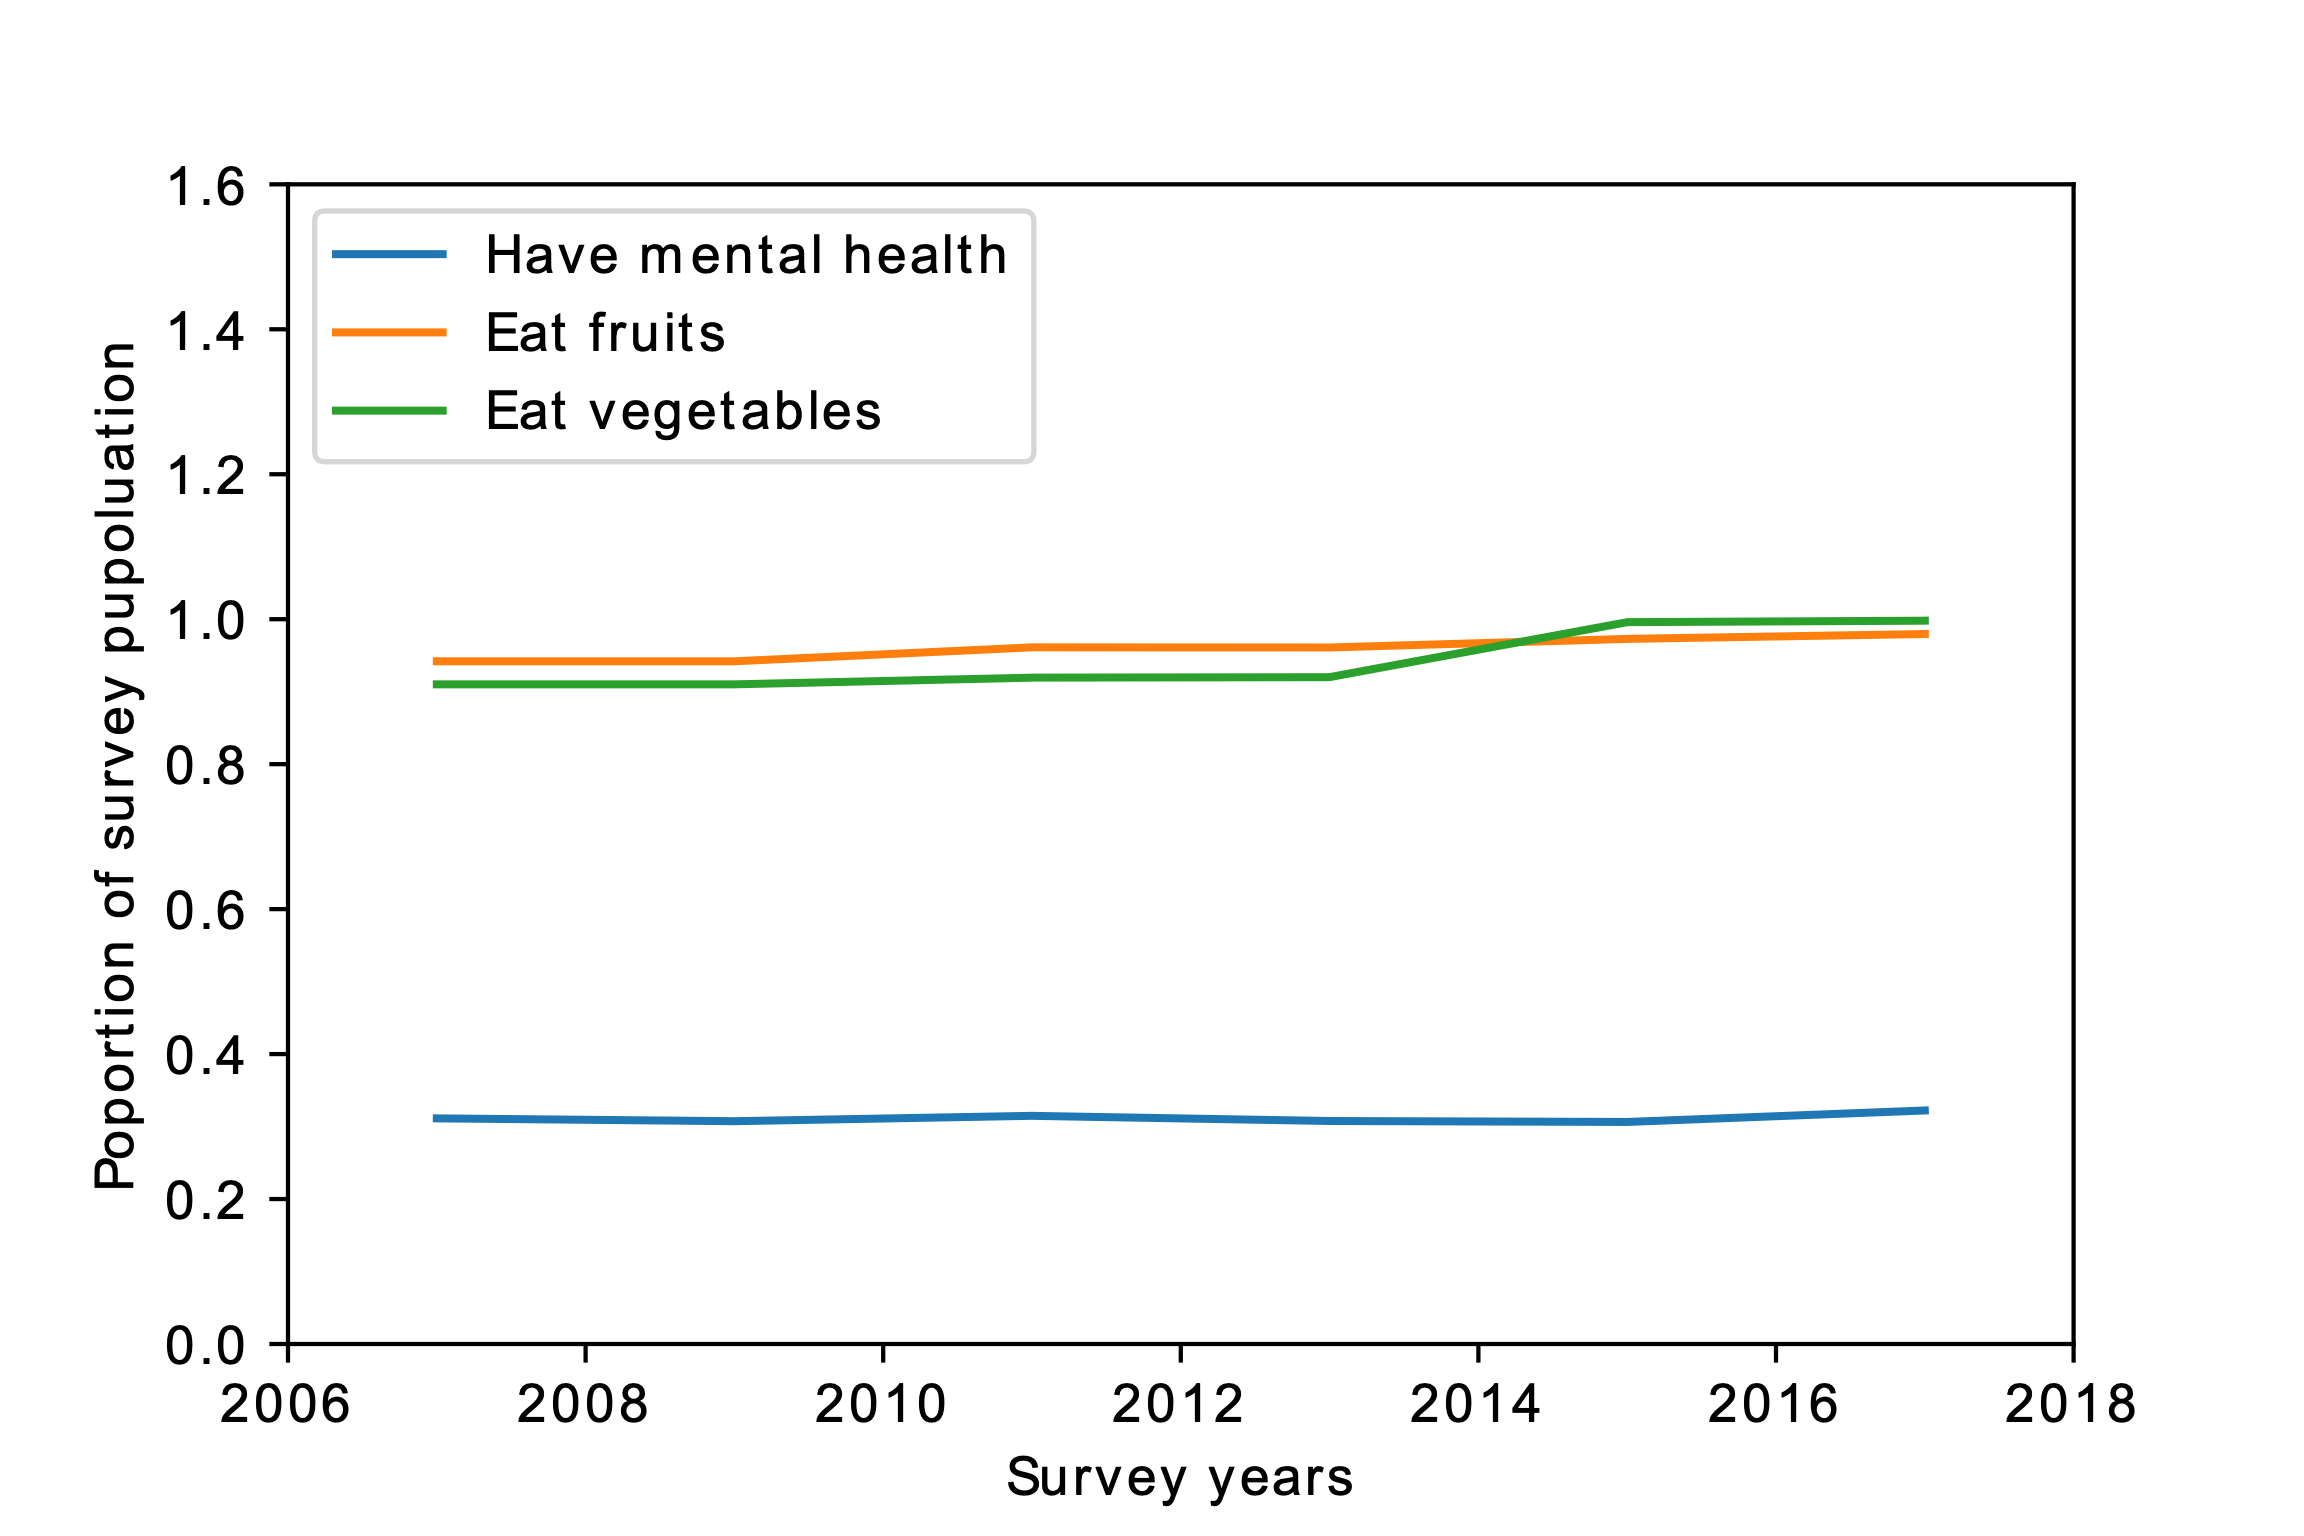 1.6
1.4
1.2
1.0
0.8
0.6
0.4
0.2
0.0
Poportion of survey pupoluation
Have mental health
Eat fruits
Eat vegetables
2006 2008 2010 2012 2014 2016 2018
Survey years